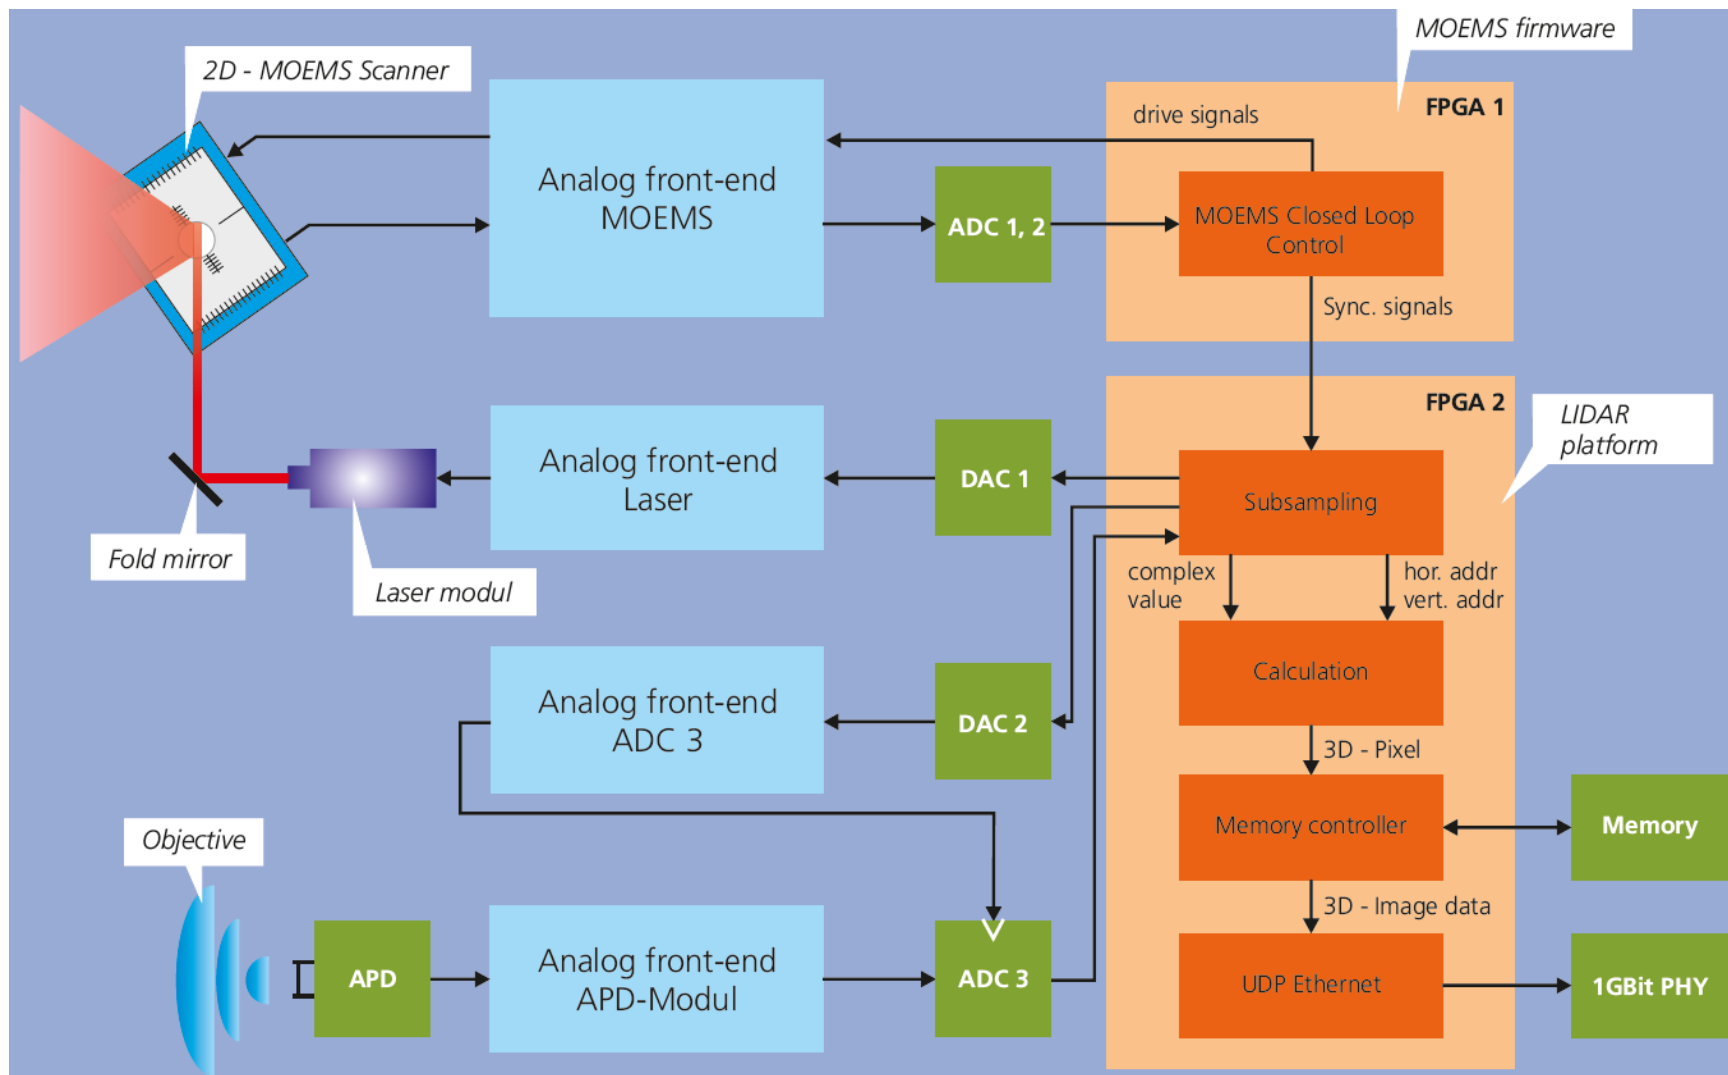 MOEMS firmware
2D - MOEMS Scanner
FPGA 1
drive signals
Analog front-end
MOEMS
ADC 1, 2
MOEMS Closed Loop
Control
Sync. signals
FPGA 2
LIDAR
platform
Analog front-end
Laser
DAC 1
Subsampling
Fold mirror
Laser modul
complex
value
hor. addr
vert. addr
Calculation
Analog front-end
ADC 3
DAC 2
3D - Pixel
Memory controller
Memory
Objective
3D - Image data
APD
Analog front-end
APD-Modul
ADC 3
UDP Ethernet
1GBit PHY